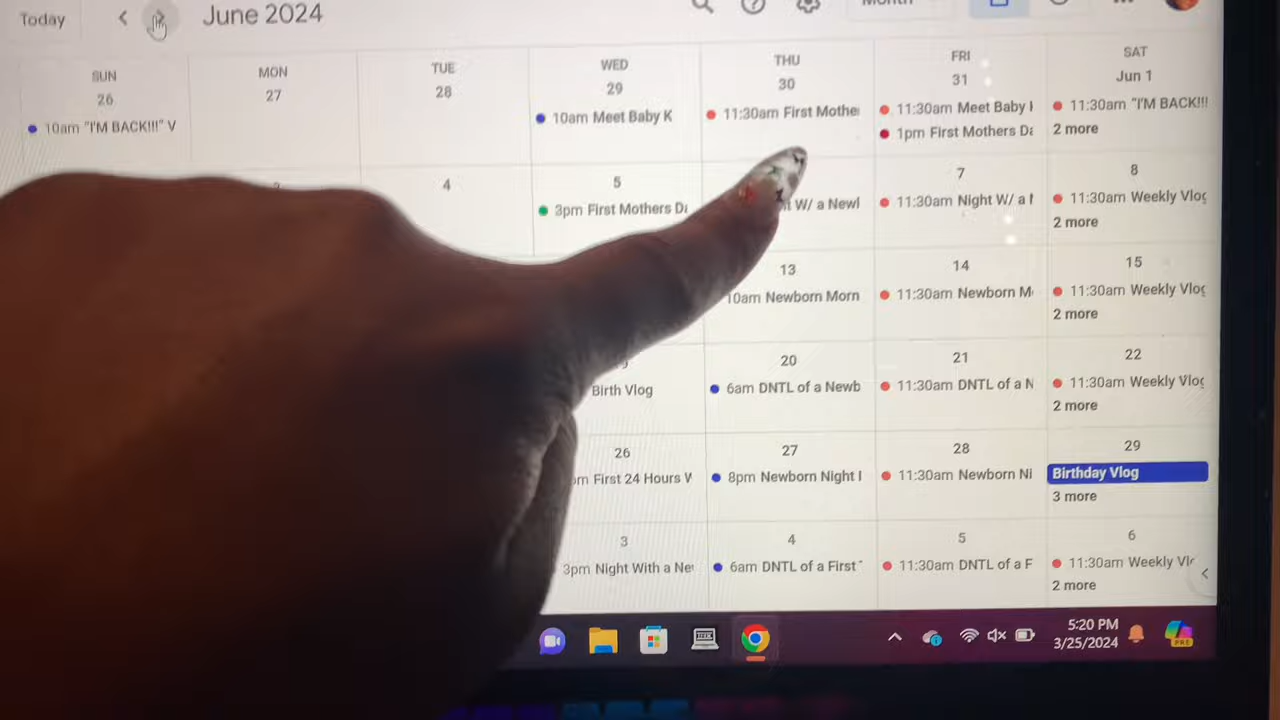 Today
June 2024
Month
SUN MON TUE WED THU FRI SAT
26 27 28 29 30 31 Jun 1
10am "I'M BACK!!!" V
10am Meet Baby K
11:30am First Mothe
11:30am Meet Baby
1pm First Mothers Da
11:30am "I'M BACK!!!
2 more
4 5 7 8
3pm First Mothers Da
W/ a Newl
11:30am Night W/ a
11:30am Weekly Vlog
2 more
13 14 15
10am Newborn Morn
11:30am Newborn M
11:30am Weekly Vlog
2 more
20 21 22
Birth Vlog
6am DNTL of a Newb
11:30am DNTL of a N
11:30am Weekly Vlog
2 more
26 27 28 29
First 24 Hours
8pm Newborn Night
11:30am Newborn Ni
Birthday Vlog
3 more
3 4 5 6
3pm Night With a Ne
6am DNTL of a First
11:30am DNTL of a F
11:30am Weekly Vl
2 more
5:20 PM
3/25/2024
PRE